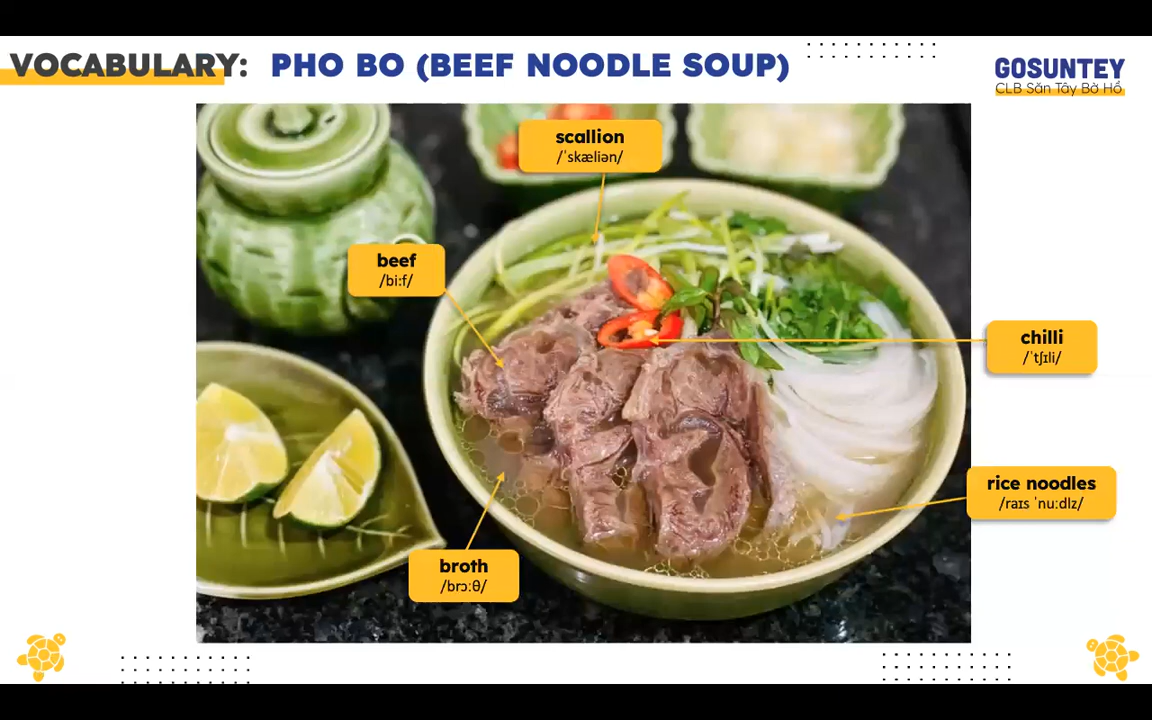 VOCABULARY: PHO BO (BEEF NOODLE SOUP)
GOSUNTEY
CLB Săn Tây Bờ Hồ
scallion
/ˈskæliən/
beef
/biːf/
chilli
/ˈtʃɪli/
rice noodles
/raɪs ˈnuːdlz/
broth
/brɔːθ/